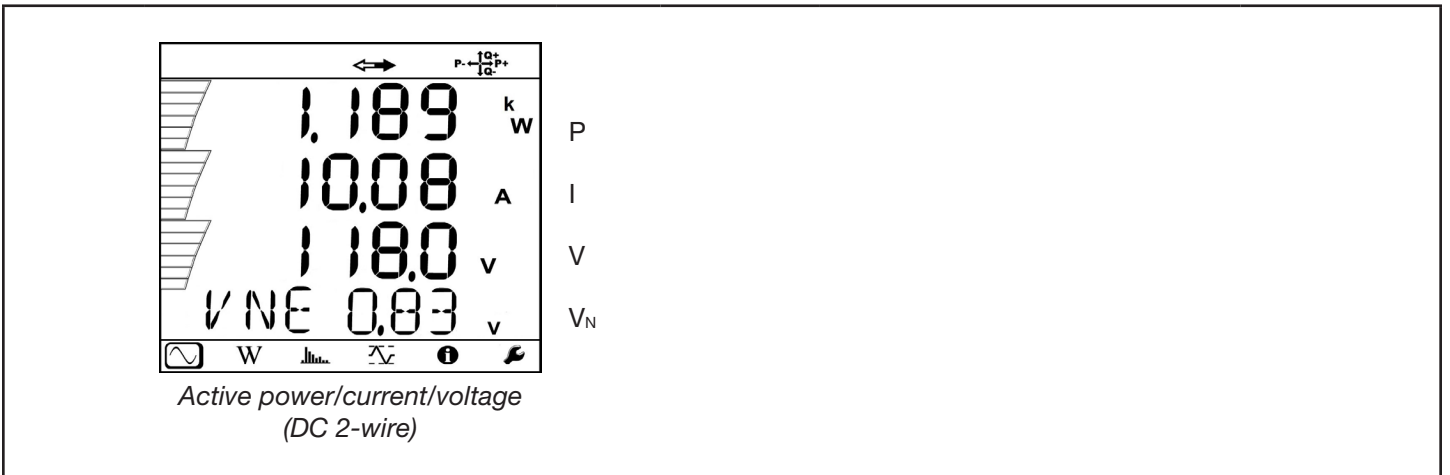 Q+
P- P+
Q-
1.189 kW P
10.08 A I
118.0 V V
VNE 0.83 V VN
W
Active power/current/voltage
(DC 2-wire)